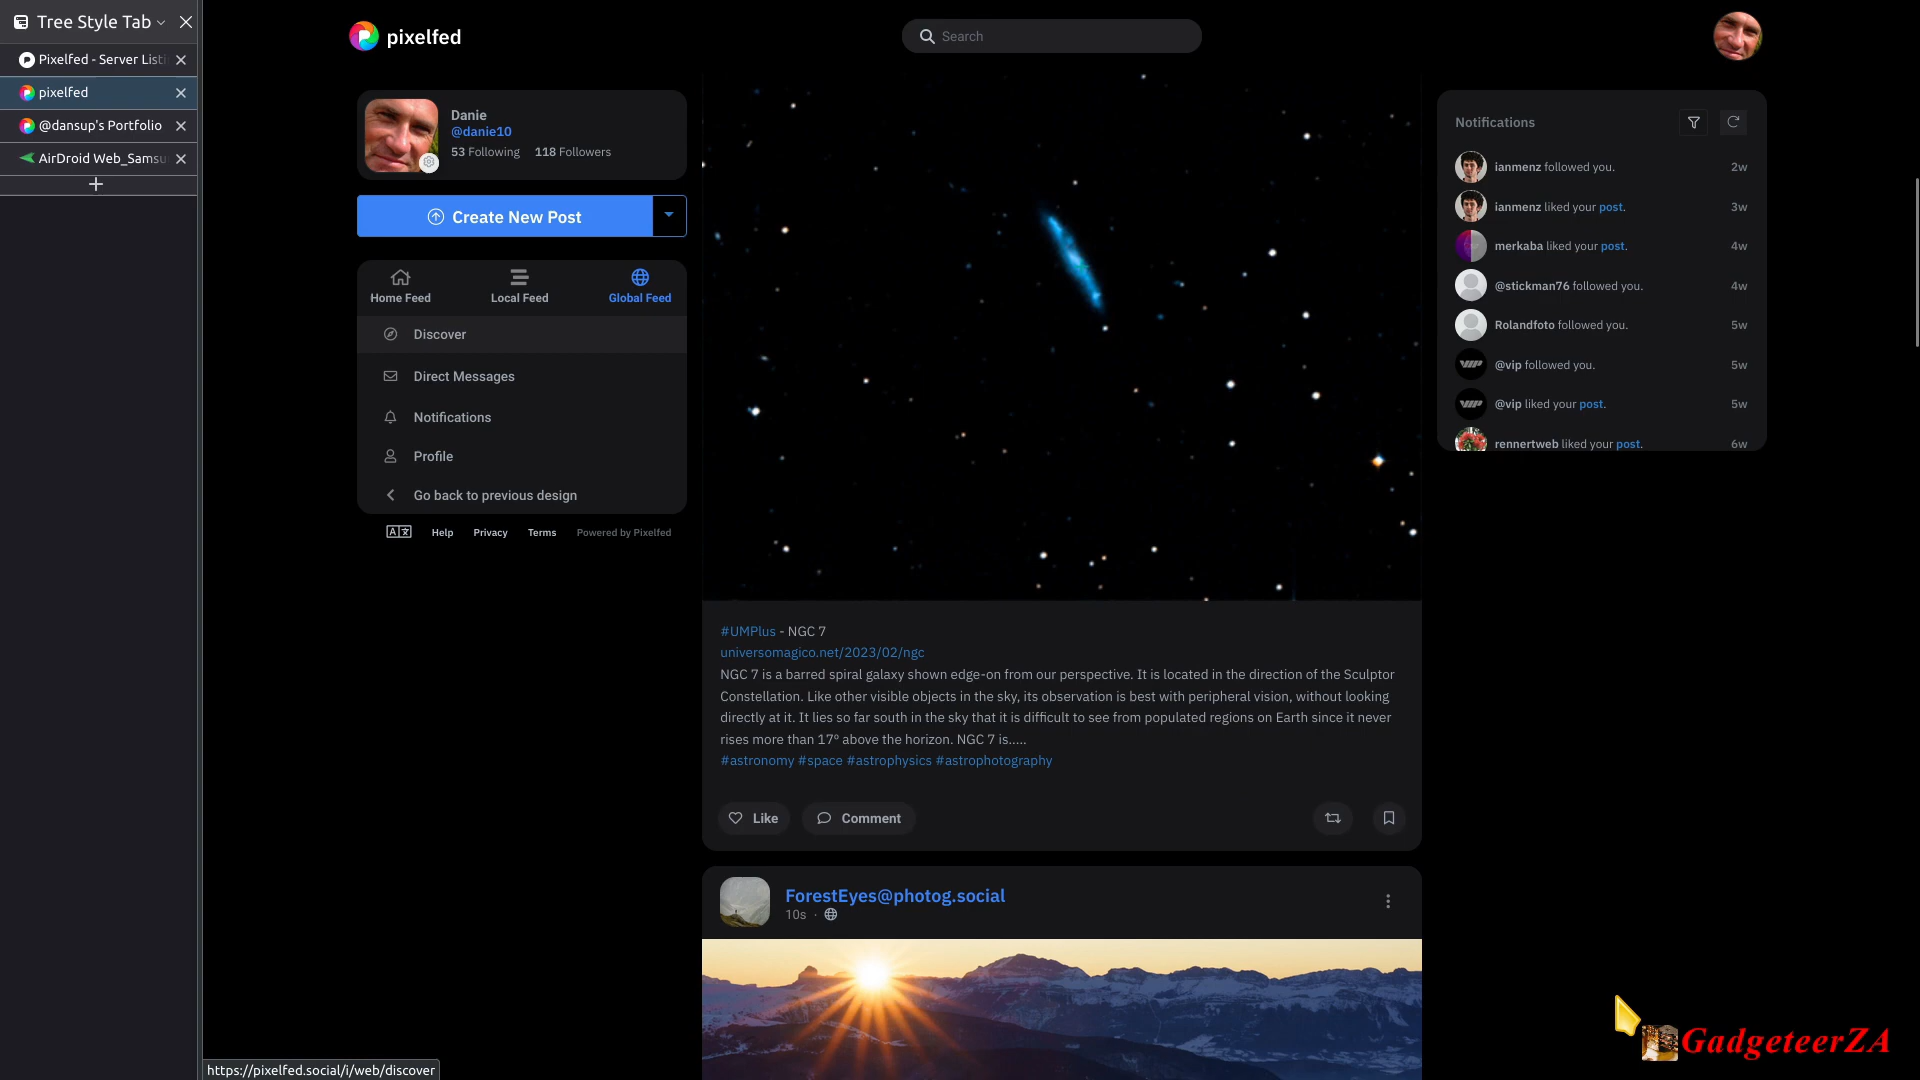 Tree Style Tab
Pixelfed - Server Listi
pixelfed
@dansup's Portfolio
AirDroid Web_Samsu
pixelfed
Search
Danie
@danie10
53 Following 118 Followers
Create New Post
Home Feed
Local Feed
Global Feed
Discover
Direct Messages
Notifications
Profile
Go back to previous design
Help Privacy Terms Powered by Pixelfed
#UMPlus - NGC 7
universomagico.net/2023/02/ngc
NGC 7 is a barred spiral galaxy shown edge-on from our perspective. It is located in the direction of the Sculptor
Constellation. Like other visible objects in the sky, its observation is best with peripheral vision, without looking
directly at it. It lies so far south in the sky that it is difficult to see from populated regions on Earth since it never
rises more than 17º above the horizon. NGC 7 is.....
#astronomy #space #astrophysics #astrophotography
Like
Comment
ForestEyes@photog.social
10s ·
Notifications
ianmenz followed you. 2w
ianmenz liked your post. 3w
merkaba liked your post. 4w
@stickman76 followed you. 4w
Rolandfoto followed you. 5w
VIP
@vip followed you. 5w
VIP
@vip liked your post. 5w
rennertweb liked your post. 6w
GadgeteerZA
https://pixelfed.social/i/web/discover